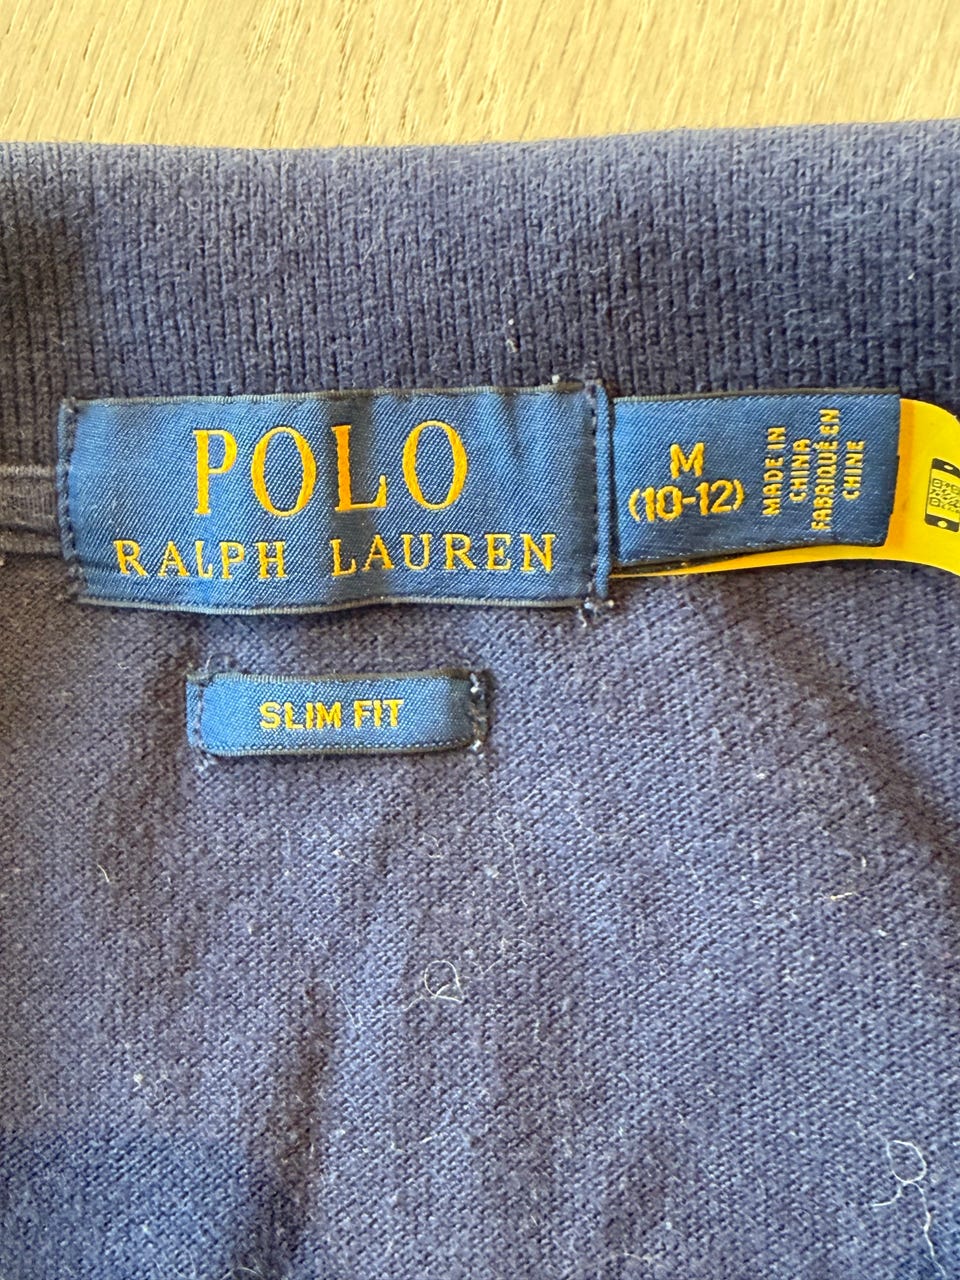 POLO
RALPH LAUREN
M
(10-12)
MADE IN
CHINA
FABRIQUÉ EN
CHINE
SLIM FIT